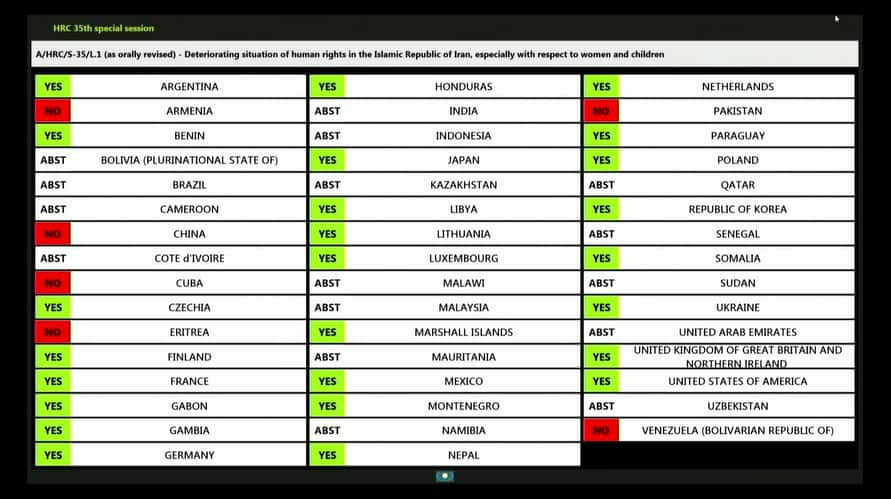 HRC 35th special session
A/HRC/S-35/L.1 (as orally revised) - Deteriorating situation of human rights in the Islamic Republic of Iran, especially with respect to women and children
YES ARGENTINA
NO ARMENIA
YES BENIN
ABST BOLIVIA (PLURINATIONAL STATE OF)
ABST BRAZIL
ABST CAMEROON
NO CHINA
ABST COTE d'IVOIRE
NO CUBA
YES CZECHIA
NO ERITREA
YES FINLAND
YES FRANCE
YES GABON
YES GAMBIA
YES GERMANY
YES HONDURAS
ABST INDIA
ABST INDONESIA
YES JAPAN
ABST KAZAKHSTAN
YES LIBYA
YES LITHUANIA
YES LUXEMBOURG
ABST MALAWI
ABST MALAYSIA
YES MARSHALL ISLANDS
ABST MAURITANIA
YES MEXICO
YES MONTENEGRO
ABST NAMIBIA
YES NEPAL
YES NETHERLANDS
NO PAKISTAN
YES PARAGUAY
YES POLAND
ABST QATAR
YES REPUBLIC OF KOREA
ABST SENEGAL
YES SOMALIA
ABST SUDAN
YES UKRAINE
ABST UNITED ARAB EMIRATES
YES UNITED KINGDOM OF GREAT BRITAIN AND
NORTHERN IRELAND
YES UNITED STATES OF AMERICA
ABST UZBEKISTAN
NO VENEZUELA (BOLIVARIAN REPUBLIC OF)